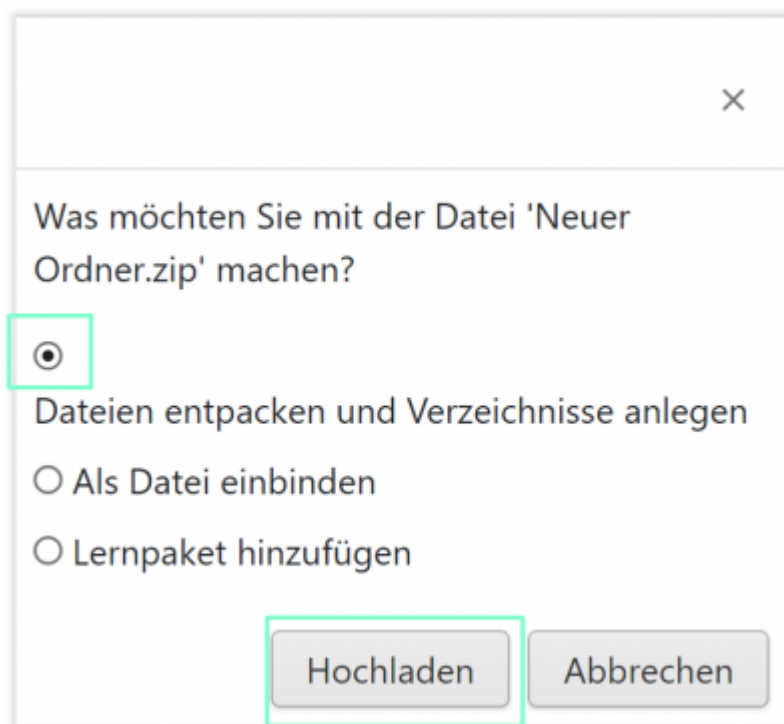 Was möchten Sie mit der Datei 'Neuer
Ordner.zip' machen?
Dateien entpacken und Verzeichnisse anlegen
Als Datei einbinden
Lernpaket hinzufügen
Hochladen Abbrechen